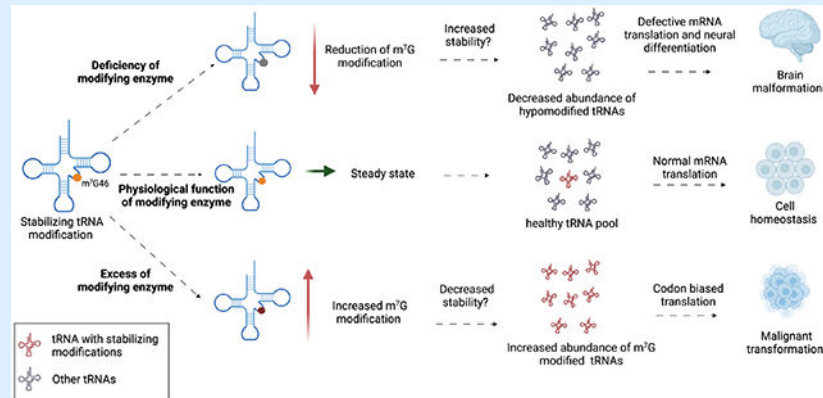 Deficiency of
modifying enzyme
Reduction of m⁷G
modification
Increased
stability?
Decreased abundance of
hypomodified tRNAs
Defective mRNA
translation and neural
differentiation
Brain
malformation
m⁷G46
Stabilizing tRNA
modification
Physiological function
of modifying enzyme
Steady state
healthy tRNA pool
Normal mRNA
translation
Cell
homeostasis
Excess of
modifying enzyme
Increased m⁷G
modification
Decreased
stability?
Increased abundance of m⁷G
modified tRNAs
Codon biased
translation
Malignant
transformation
tRNA with stabilizing
modifications
Other tRNAs